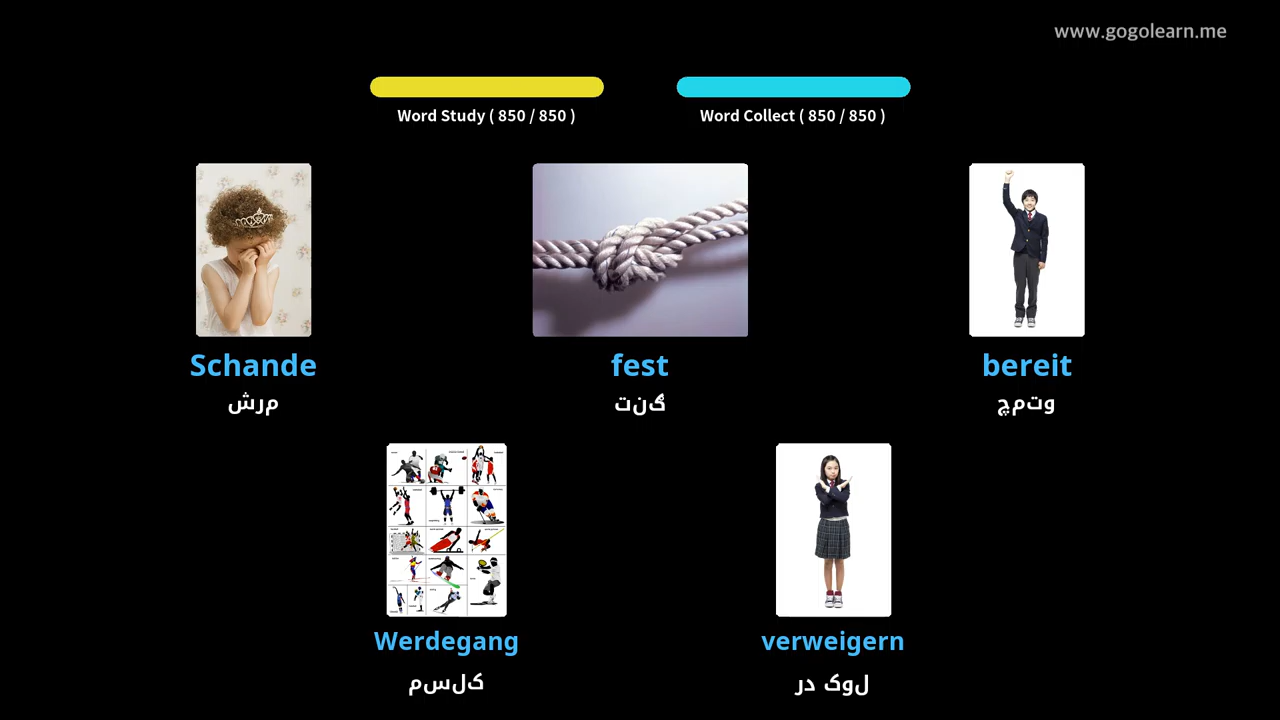 www.gogolearn.me
Word Study ( 850 / 850 )
Word Collect ( 850 / 850 )
Schande
مرش
fest
گنت
bereit
وتمچ
Werdegang
کلسم
verweigern
لوک در